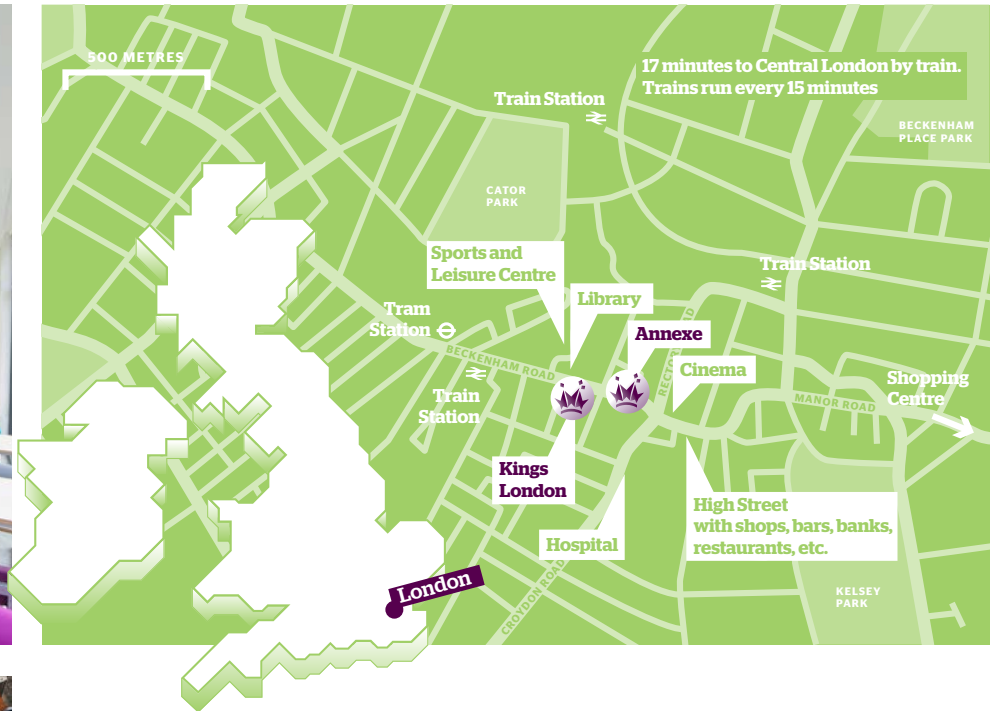 500 METRES
17 minutes to Central London by train.
Trains run every 15 minutes
Train Station
BECKENHAM
PLACE PARK
CATOR
PARK
Sports and
Leisure Centre
Train Station
Library
Tram
Station
Annexe
BECKENHAM ROAD
RECTOR
D
Cinema
Train
Station
Shopping
Centre
MANOR ROAD
Kings
London
High Street
with shops, bars, banks,
restaurants, etc.
Hospital
CROYDON ROAD
London
KELSEY
PARK